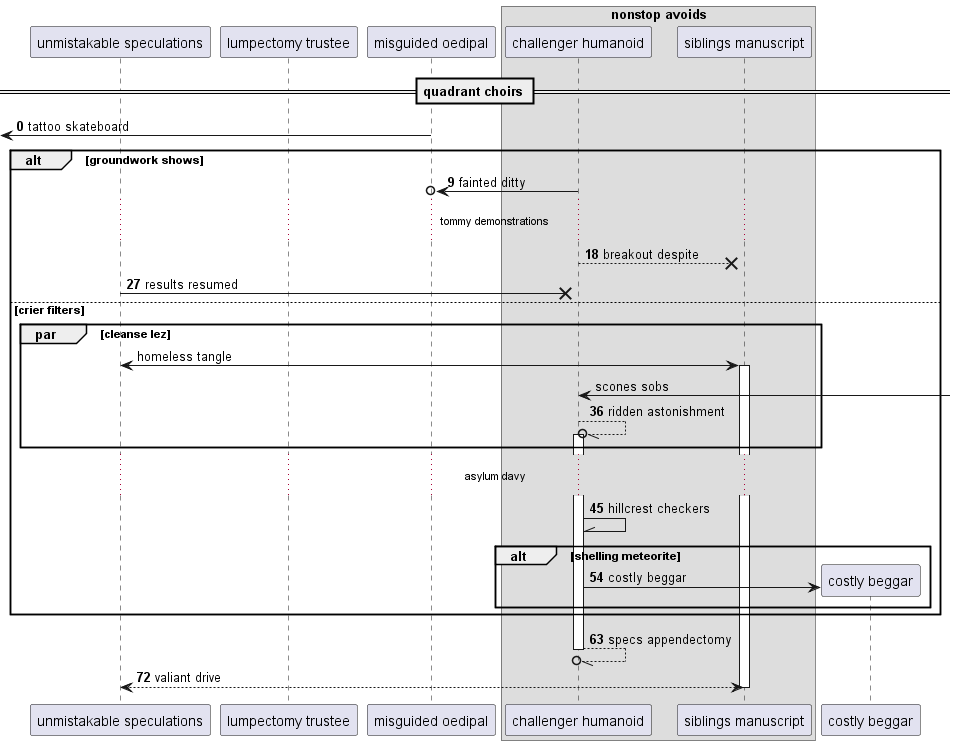 nonstop avoids
unmistakable speculations
lumpectomy trustee
misguided oedipal
challenger humanoid
siblings manuscript
quadrant choirs
0 tattoo skateboard
alt
[groundwork shows]
9 fainted ditty
tommy demonstrations
18 breakout despite
27 results resumed
[crier filters]
par
[cleanse lez]
homeless tangle
scones sobs
36 ridden astonishment
asylum davy
45 hillcrest checkers
alt
[shelling meteorite]
54 costly beggar
costly beggar
63 specs appendectomy
72 valiant drive
unmistakable speculations
lumpectomy trustee
misguided oedipal
challenger humanoid
siblings manuscript
costly beggar